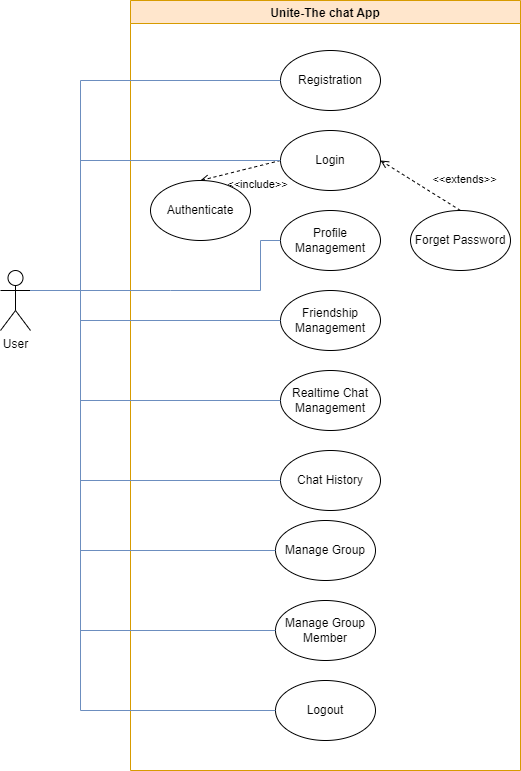 Unite-The chat App
Registration
Login
<<include>>
<<extends>>
Authenticate
Forget Password
Profile
Management
User
Friendship
Management
Realtime Chat
Management
Chat History
Manage Group
Manage Group
Member
Logout